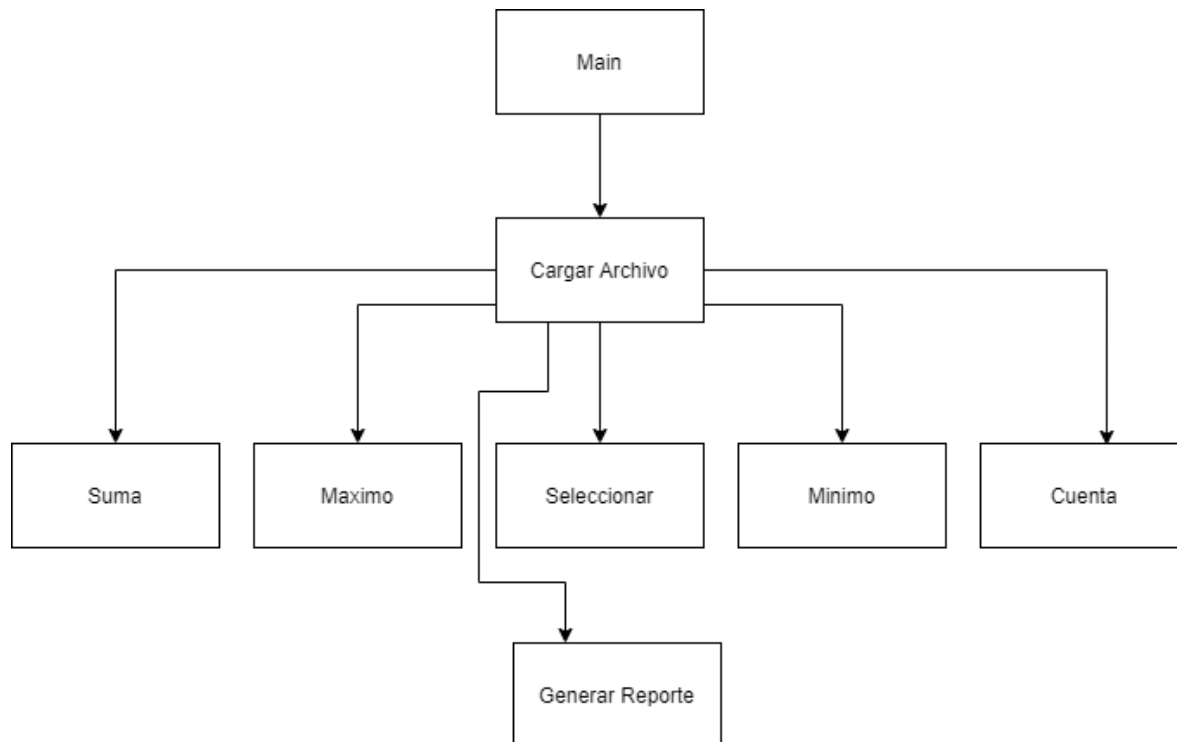 Main
Cargar Archivo
Suma
Maximo
Seleccionar
Minimo
Cuenta
Generar Reporte